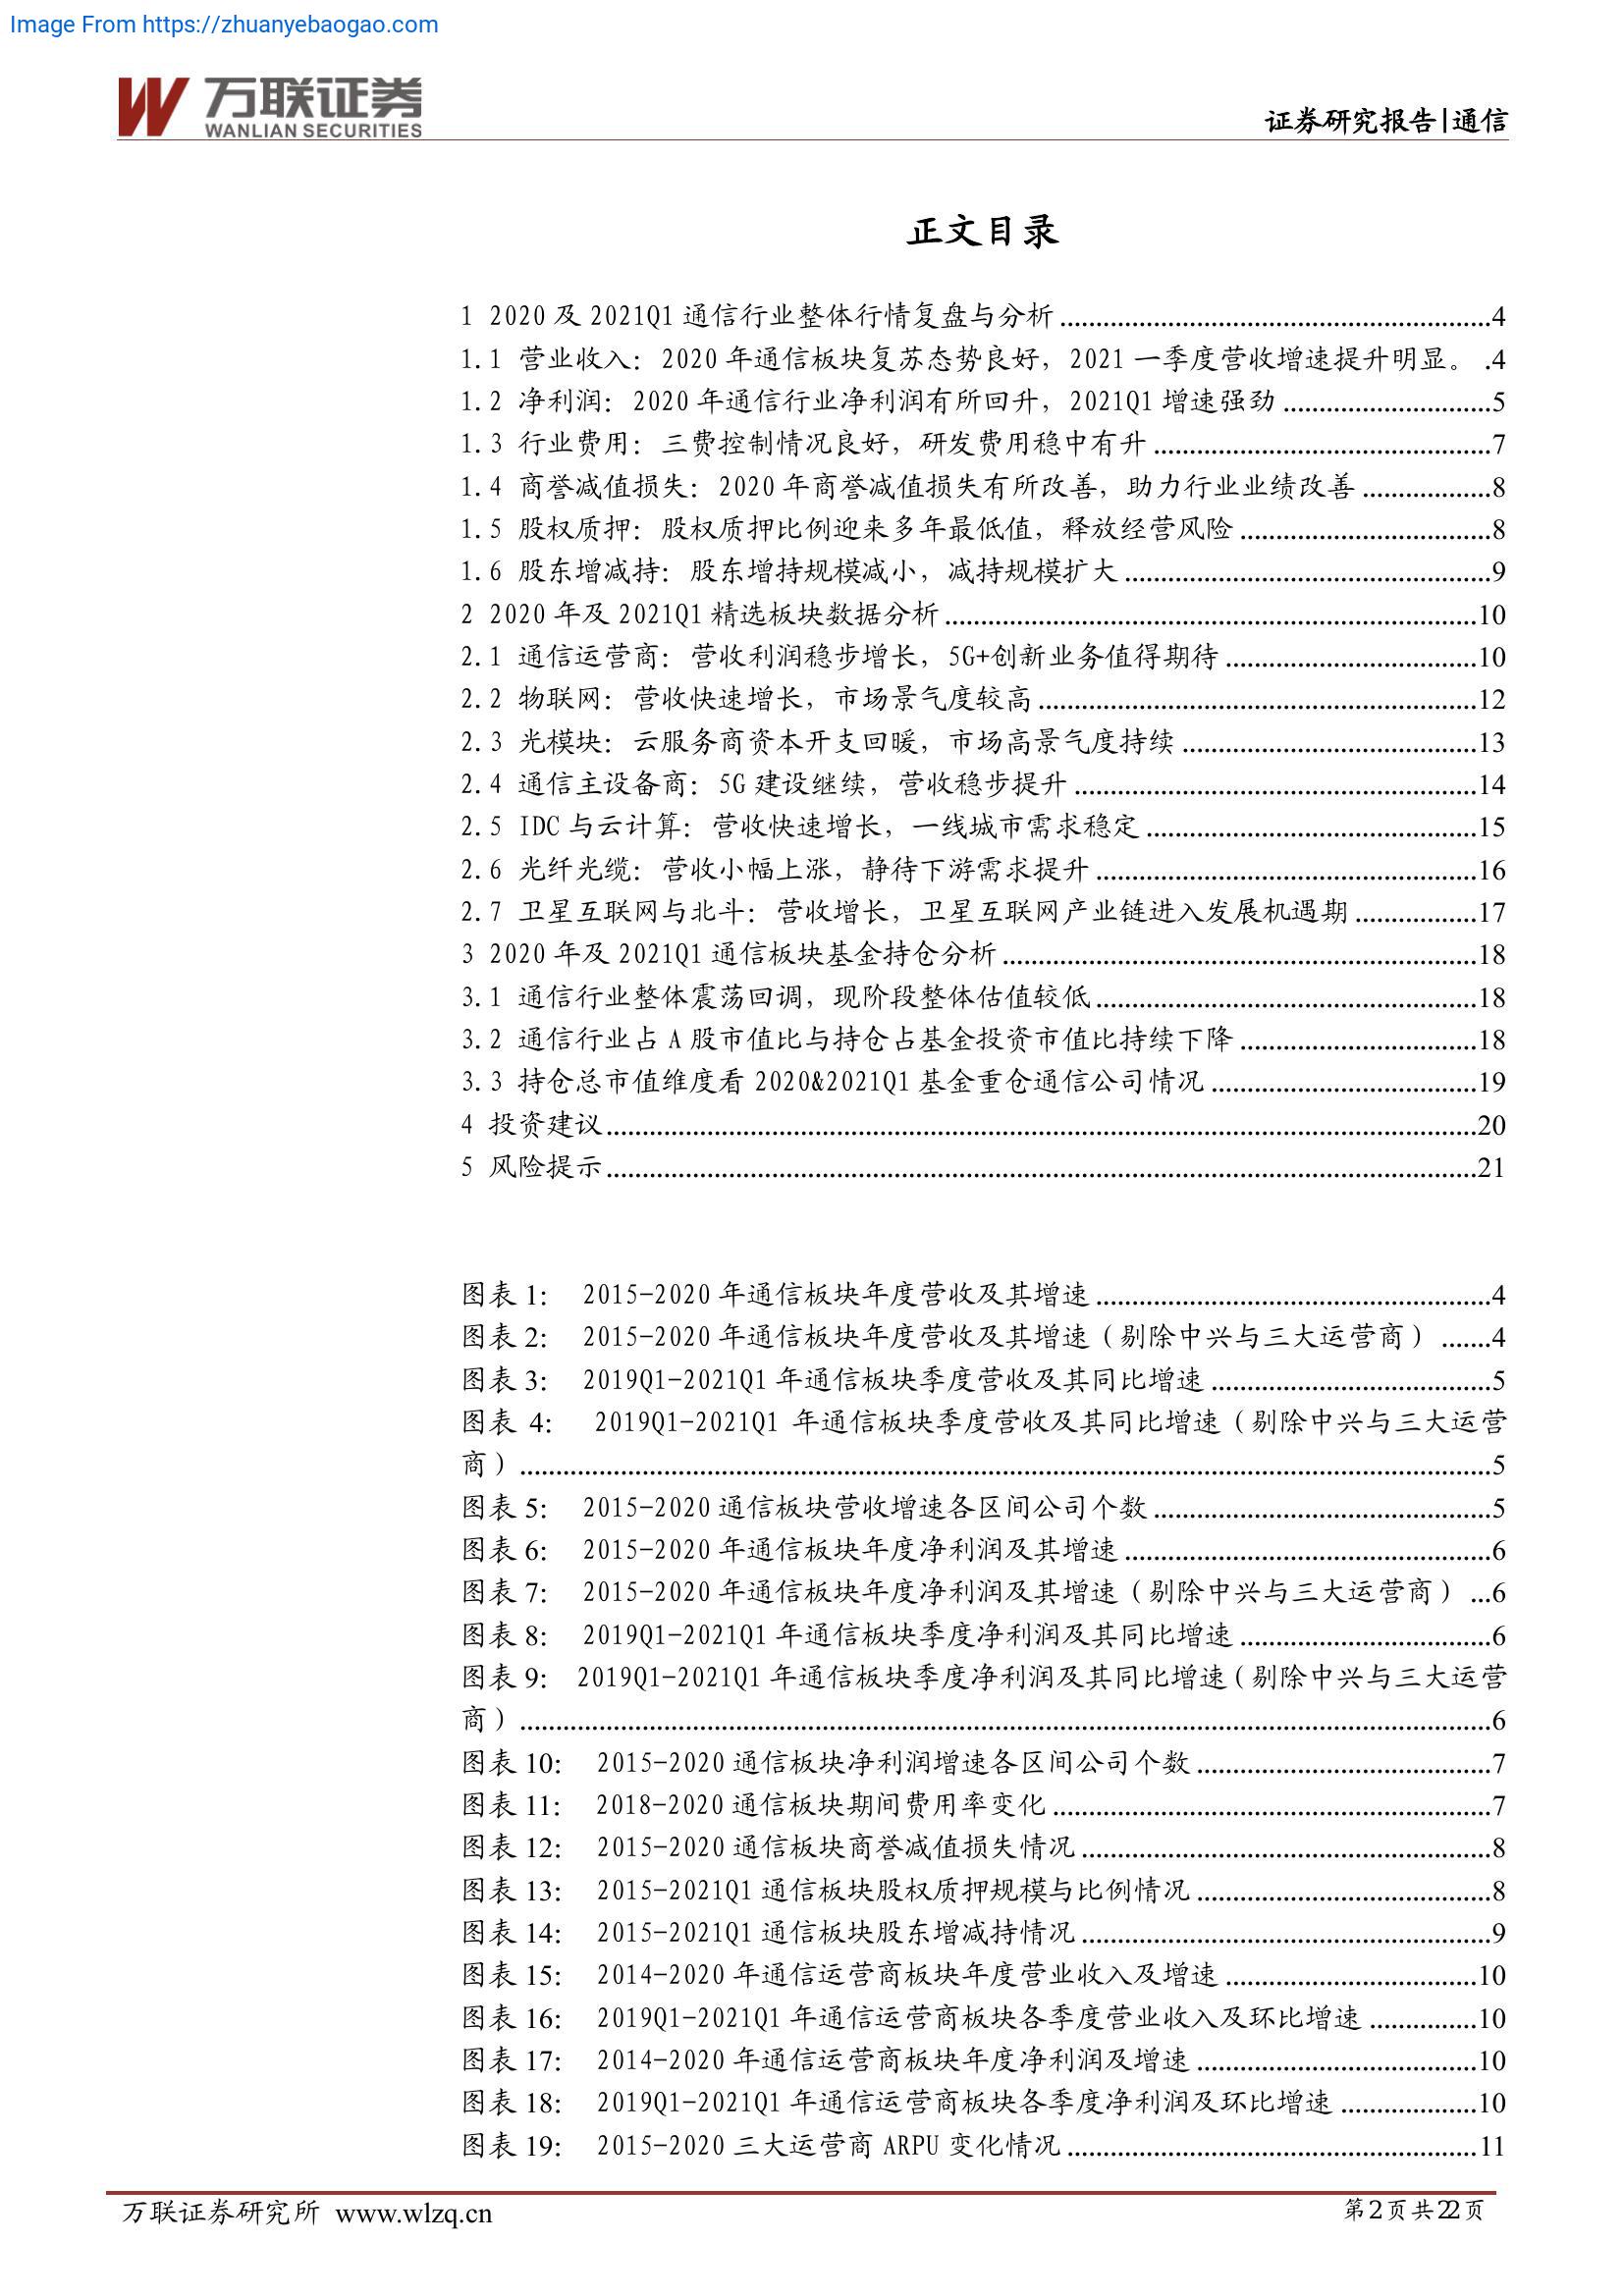 Image From https://zhuanyebaogao.com
万联证券
WANLIAN SECURITIES
证券研究报告|通信
正文目录
1 2020 及 2021Q1 通信行业整体行情复盘与分析............................................................4
1.1 营业收入：2020 年通信板块复苏态势良好，2021 一季度营收增速提升明显。 .4
1.2 净利润：2020 年通信行业净利润有所回升，2021Q1 增速强劲.............................5
1.3 行业费用：三费控制情况良好，研发费用稳中有升...............................................7
1.4 商誉减值损失：2020 年商誉减值损失有所改善，助力行业业绩改善..................8
1.5 股权质押：股权质押比例迎来多年最低值，释放经营风险...................................8
1.6 股东增减持：股东增持规模减小，减持规模扩大...................................................9
2 2020 年及 2021Q1 精选板块数据分析..........................................................................10
2.1 通信运营商：营收利润稳步增长，5G+创新业务值得期待...................................10
2.2 物联网：营收快速增长，市场景气度较高.............................................................12
2.3 光模块：云服务商资本开支回暖，市场高景气度持续.........................................13
2.4 通信主设备商：5G 建设继续，营收稳步提升........................................................14
2.5 IDC 与云计算：营收快速增长，一线城市需求稳定..............................................15
2.6 光纤光缆：营收小幅上涨，静待下游需求提升.....................................................16
2.7 卫星互联网与北斗：营收增长，卫星互联网产业链进入发展机遇期.................17
3 2020 年及 2021Q1 通信板块基金持仓分析..................................................................18
3.1 通信行业整体震荡回调，现阶段整体估值较低.....................................................18
3.2 通信行业占 A 股市值比与持仓占基金投资市值比持续下降.................................18
3.3 持仓总市值维度看 2020&2021Q1 基金重仓通信公司情况.....................................19
4 投资建议.........................................................................................................................20
5 风险提示.........................................................................................................................21
图表 1： 2015-2020 年通信板块年度营收及其增速.......................................................4
图表 2： 2015-2020 年通信板块年度营收及其增速（剔除中兴与三大运营商）.......4
图表 3： 2019Q1-2021Q1 年通信板块季度营收及其同比增速.......................................5
图表 4： 2019Q1-2021Q1 年通信板块季度营收及其同比增速（剔除中兴与三大运营
商）.......................................................................................................................................5
图表 5： 2015-2020 通信板块营收增速各区间公司个数...............................................5
图表 6： 2015-2020 年通信板块年度净利润及其增速...................................................6
图表 7： 2015-2020 年通信板块年度净利润及其增速（剔除中兴与三大运营商）...6
图表 8： 2019Q1-2021Q1 年通信板块季度净利润及其同比增速...................................6
图表 9： 2019Q1-2021Q1 年通信板块季度净利润及其同比增速（剔除中兴与三大运营
商）.......................................................................................................................................6
图表 10： 2015-2020 通信板块净利润增速各区间公司个数.........................................7
图表 11： 2018-2020 通信板块期间费用率变化.............................................................7
图表 12： 2015-2020 通信板块商誉减值损失情况.........................................................8
图表 13： 2015-2021Q1 通信板块股权质押规模与比例情况.........................................8
图表 14： 2015-2021Q1 通信板块股东增减持情况.........................................................9
图表 15： 2014-2020 年通信运营商板块年度营业收入及增速...................................10
图表 16： 2019Q1-2021Q1 年通信运营商板块各季度营业收入及环比增速...............10
图表 17： 2014-2020 年通信运营商板块年度净利润及增速.......................................10
图表 18： 2019Q1-2021Q1 年通信运营商板块各季度净利润及环比增速...................10
图表 19： 2015-2020 三大运营商 ARPU 变化情况.........................................................11
万联证券研究所 www.wlzq.cn
第2页共22页